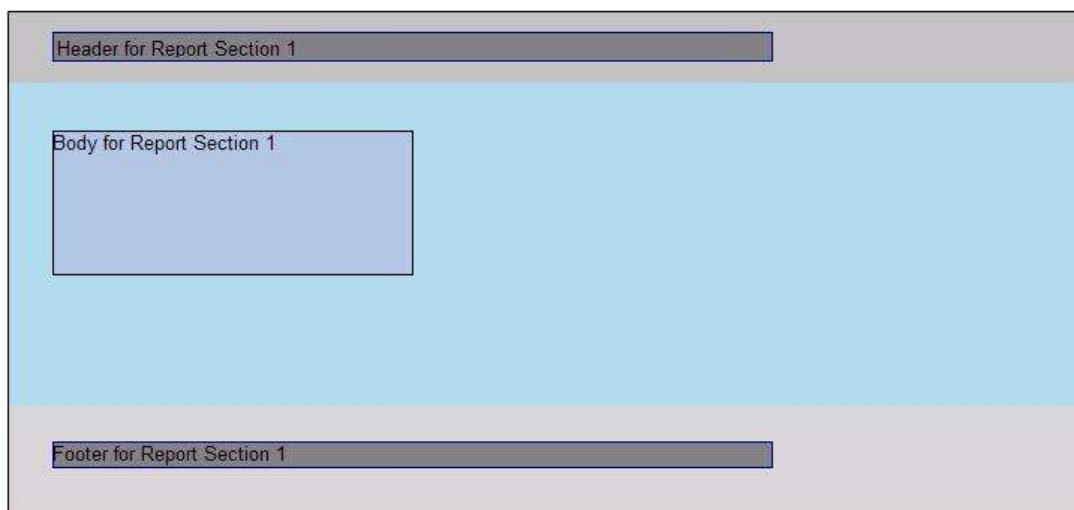 Header for Report Section 1
Body for Report Section 1
Footer for Report Section 1